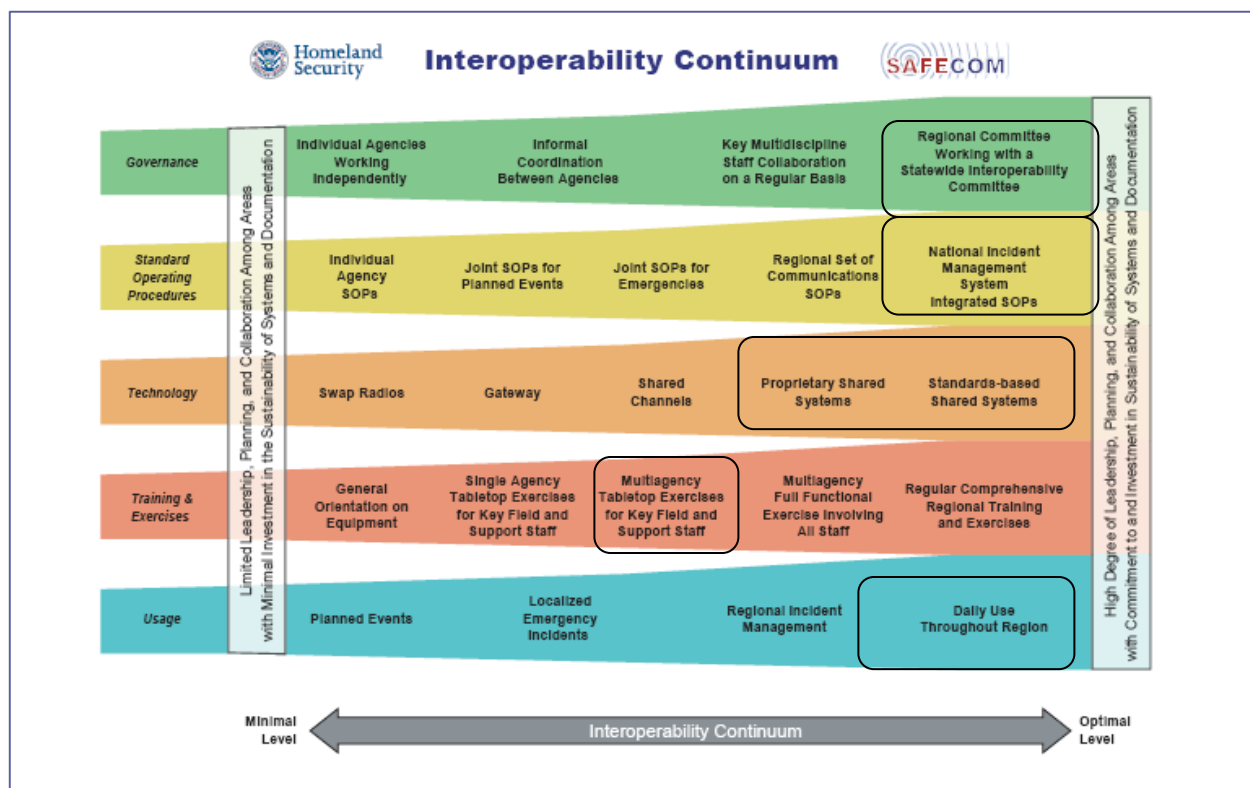 Homeland
Security
Interoperability Continuum
SAFECOM
Limited Leadership, Planning, and Collaboration Among Areas
with Minimal Investment in the Sustainability of Systems and Documentation
High Degree of Leadership, Planning, and Collaboration Among Areas
with Commitment to and Investment in Sustainability of Systems and Documentation
Governance
Individual Agencies
Working
Independently
Informal
Coordination
Between Agencies
Key Multidiscipline
Staff Collaboration
on a Regular Basis
Regional Committee
Working with a
Statewide Interoperability
Committee
Standard
Operating
Procedures
Individual
Agency
SOPs
Joint SOPs for
Planned Events
Joint SOPs for
Emergencies
Regional Set of
Communications
SOPs
National Incident
Management
System
Integrated SOPs
Technology
Swap Radios
Gateway
Shared
Channels
Proprietary Shared
Systems
Standards-based
Shared Systems
Training &
Exercises
General
Orientation on
Equipment
Single Agency
Tabletop Exercises
for Key Field and
Support Staff
Multiagency
Tabletop Exercises
for Key Field and
Support Staff
Multiagency
Full Functional
Exercise Involving
All Staff
Regular Comprehensive
Regional Training
and Exercises
Usage
Planned Events
Localized
Emergency
Incidents
Regional Incident
Management
Daily Use
Throughout Region
Minimal
Level
Interoperability Continuum
Optimal
Level